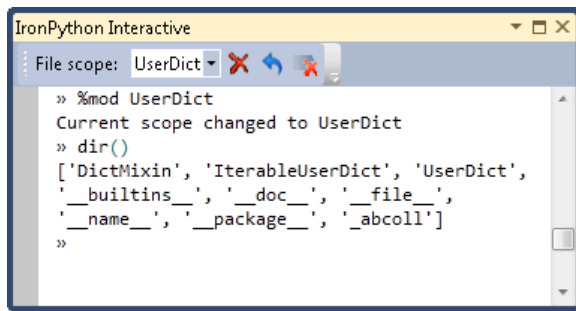 IronPython Interactive
File scope: UserDict
» %mod UserDict
Current scope changed to UserDict
» dir()
['DictMixin', 'IterableUserDict', 'UserDict',
'__builtins__', '__doc__', '__file__',
'__name__', '__package__', '_abcoll']
»